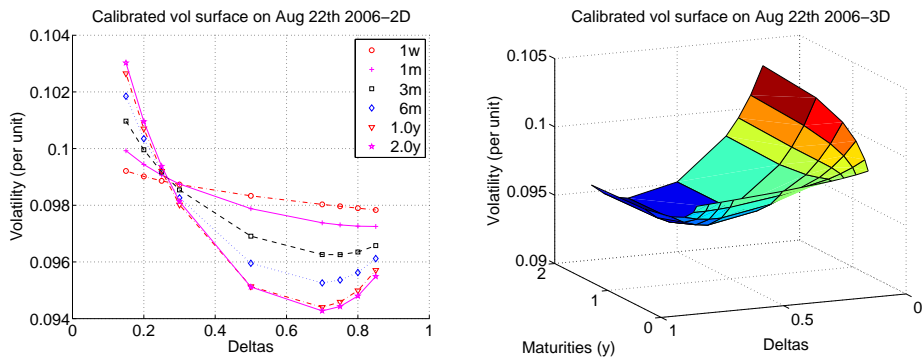 Calibrated vol surface on Aug 22th 2006−2D
0.104
0.102
0.1
0.098
0.096
0.094
Volatility (per unit)
0
0.2
0.4
0.6
0.8
1
Deltas
1w
1m
3m
6m
1.0y
2.0y
Calibrated vol surface on Aug 22th 2006−3D
0.105
0.1
0.095
0.09
Volatility (per unit)
2
1
0
Maturities (y)
1
0.5
0
Deltas